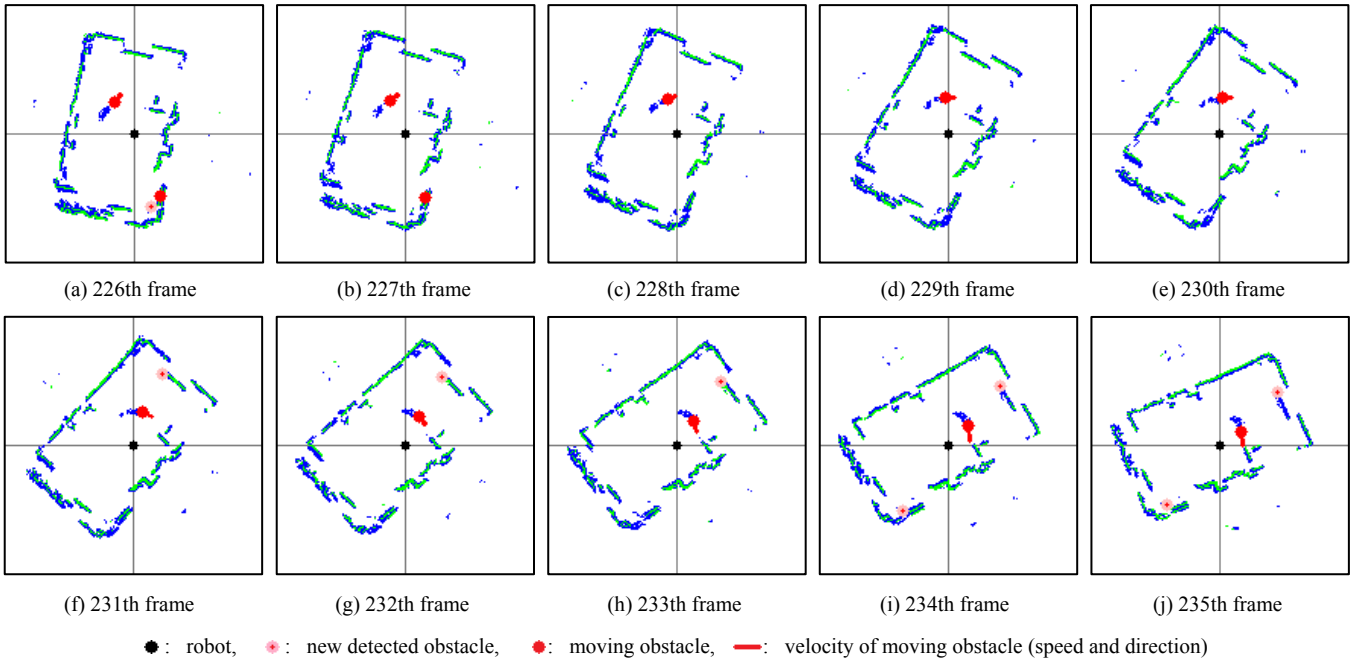 (a) 226th frame
(b) 227th frame
(c) 228th frame
(d) 229th frame
(e) 230th frame
(f) 231th frame
(g) 232th frame
(h) 233th frame
(i) 234th frame
(j) 235th frame
: robot, : new detected obstacle, : moving obstacle, : velocity of moving obstacle (speed and direction)